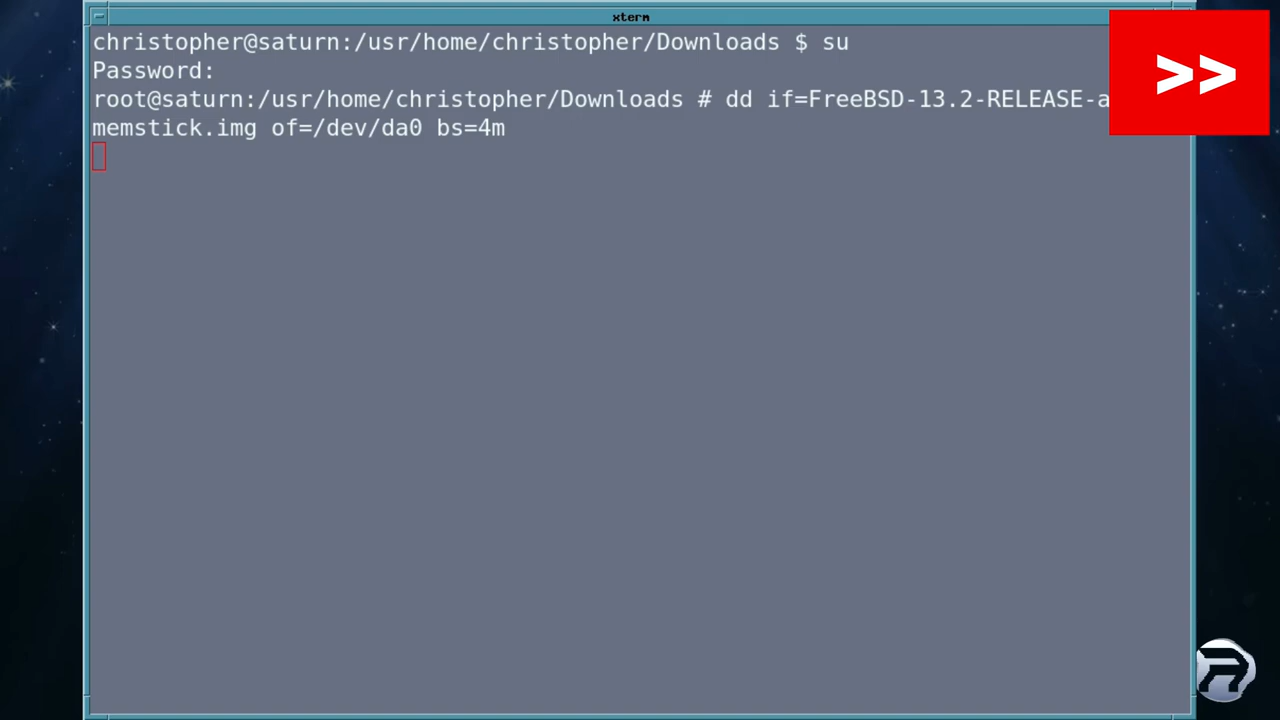 xterm
>>
christopher@saturn:/usr/home/christopher/Downloads $ su
Password:
root@saturn:/usr/home/christopher/Downloads # dd if=FreeBSD-13.2-RELEASE-a
memstick.img of=/dev/da0 bs=4m